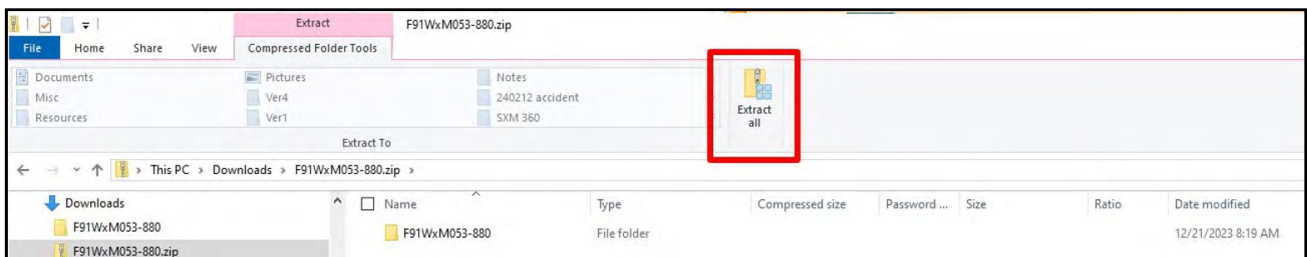 Extract F91WxM053-880.zip
File Home Share View Compressed Folder Tools
Documents Pictures Notes
Misc Ver4 240212 accident
Resources Ver1 SXM 360
Extract
all
Extract To
This PC > Downloads > F91WxM053-880.zip >
Downloads
F91WxM053-880
F91WxM053-880.zip
Name Type Compressed size Password ... Size Ratio Date modified
F91WxM053-880 File folder 12/21/2023 8:19 AM